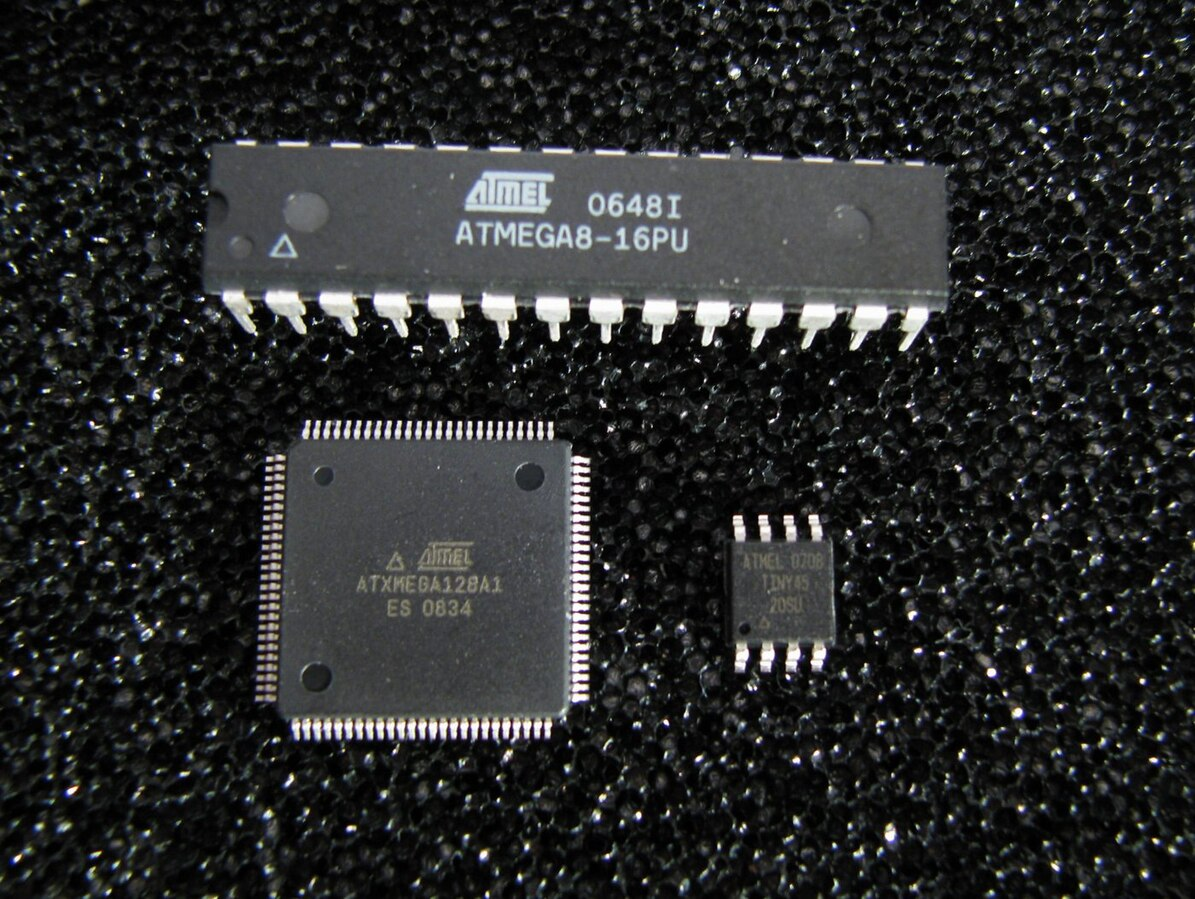 ATMEL 0648I
ATMEGA8-16PU
ATMEL
ATXMEGA128A1
ES 0834
ATMEL 0708
TINY45
20SU